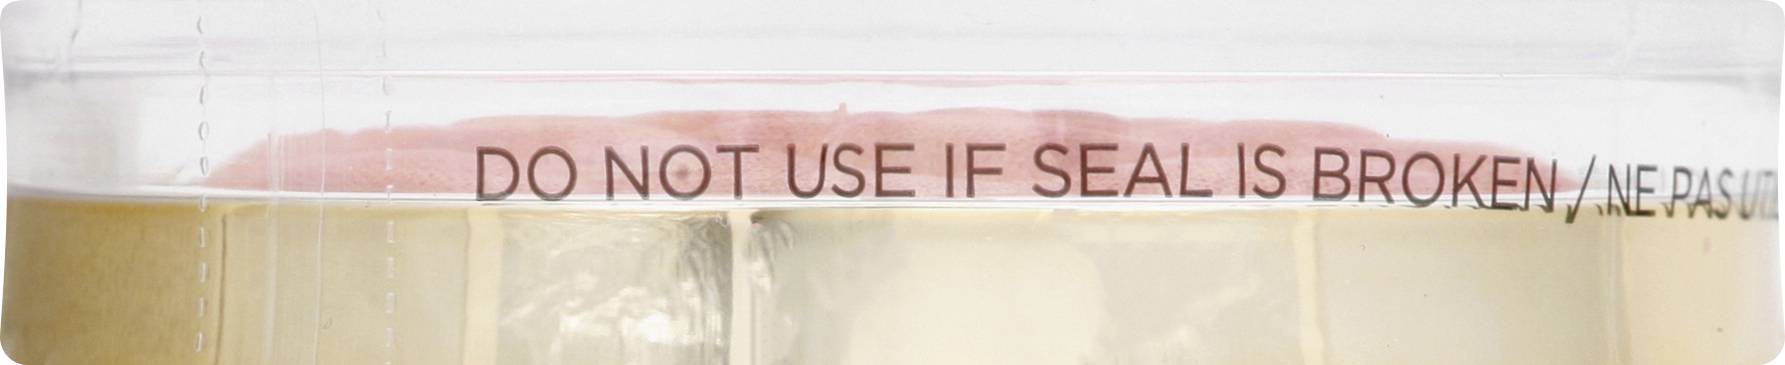 DO NOT USE IF SEAL IS BROKEN / NE PAS